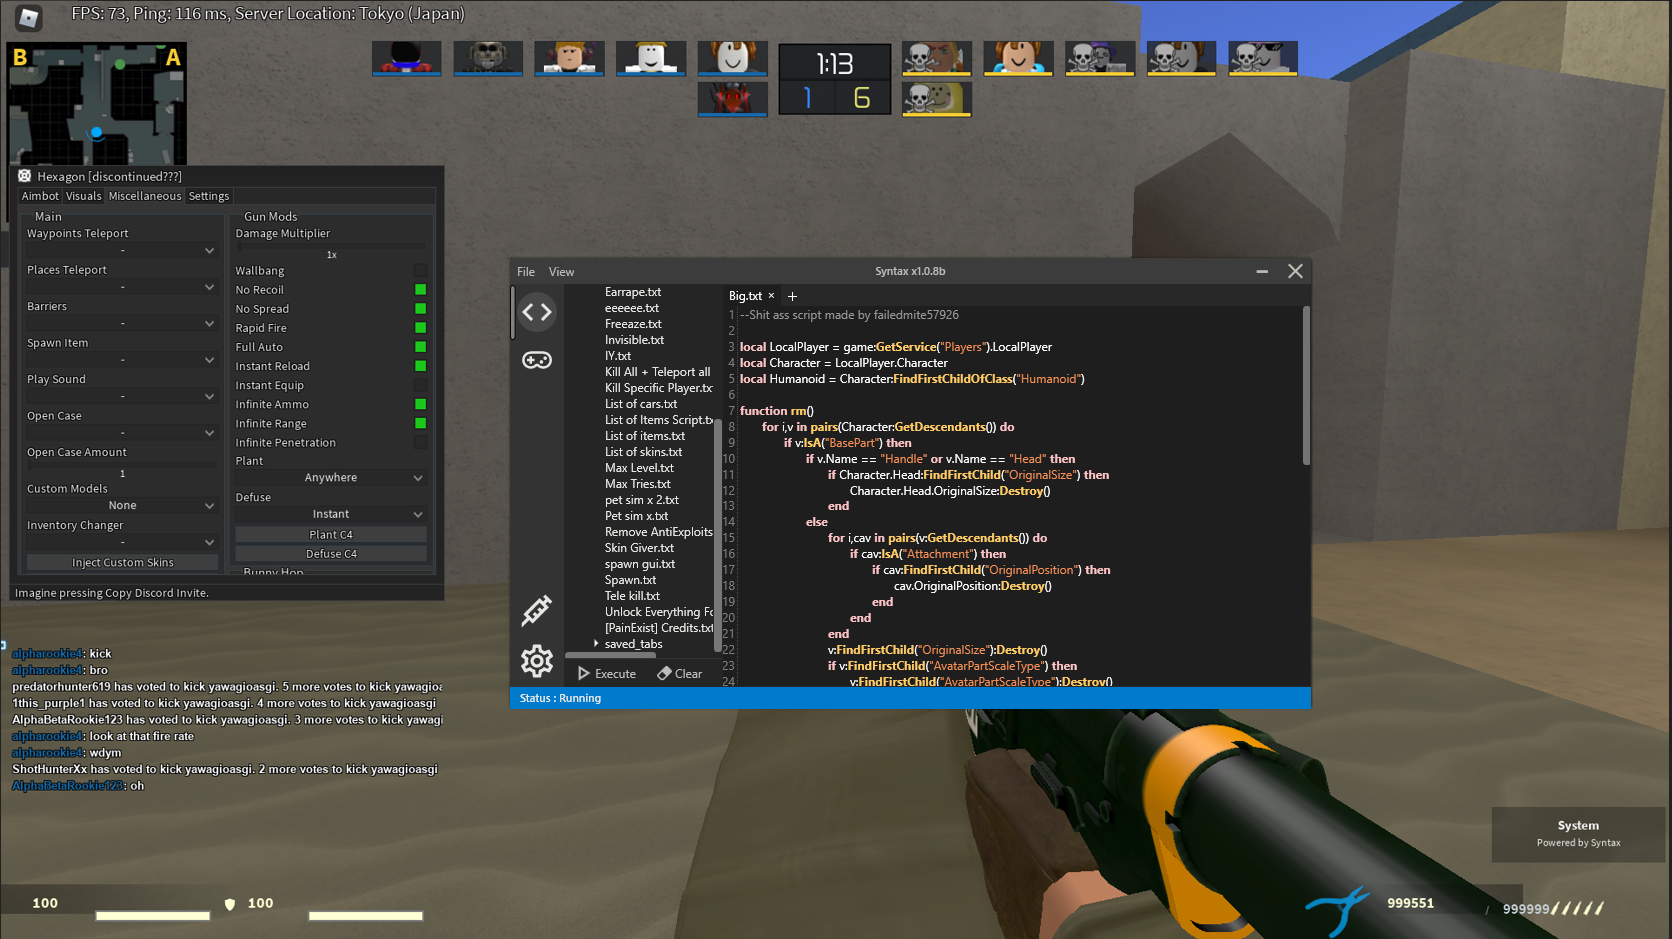 FPS: 73, Ping: 116 ms, Server Location: Tokyo (Japan)
B
A
1:13
1
6
Hexagon [discontinued???]
Aimbot Visuals Miscellaneous Settings
Main
Waypoints Teleport
-
Places Teleport
-
Barriers
-
Spawn Item
-
Play Sound
-
Open Case
-
Open Case Amount
1
Custom Models
None
Inventory Changer
-
Inject Custom Skins
Gun Mods
Damage Multiplier
1x
Wallbang
No Recoil
No Spread
Rapid Fire
Full Auto
Instant Reload
Instant Equip
Infinite Ammo
Infinite Range
Infinite Penetration
Plant
Anywhere
Defuse
Instant
Plant C4
Defuse C4
Bunny Hop
Imagine pressing Copy Discord Invite.
File View
Syntax x1.0.8b
Earrape.txt
eeeeee.txt
Freeaze.txt
Invisible.txt
IY.txt
Kill All + Teleport all
Kill Specific Player.tx
List of cars.txt
List of Items Script.tx
List of items.txt
List of skins.txt
Max Level.txt
Max Tries.txt
pet sim x 2.txt
Pet sim x.txt
Remove AntiExploits
Skin Giver.txt
spawn gui.txt
Spawn.txt
Tele kill.txt
Unlock Everything Fo
[PainExist] Credits.txt
saved_tabs
Execute Clear
Big.txt × +
1 --Shit ass script made by failedmite57926
2
3 local LocalPlayer = game:GetService("Players").LocalPlayer
4 local Character = LocalPlayer.Character
5 local Humanoid = Character:FindFirstChildOfClass("Humanoid")
6
7 function rm()
8 for i,v in pairs(Character:GetDescendants()) do
9 if v:IsA("BasePart") then
10 if v.Name == "Handle" or v.Name == "Head" then
11 if Character.Head:FindFirstChild("OriginalSize") then
12 Character.Head.OriginalSize:Destroy()
13 end
14 else
15 for i,cav in pairs(v:GetDescendants()) do
16 if cav:IsA("Attachment") then
17 if cav:FindFirstChild("OriginalPosition") then
18 cav.OriginalPosition:Destroy()
19 end
20 end
21 end
22 v:FindFirstChild("OriginalSize"):Destroy()
23 if v:FindFirstChild("AvatarPartScaleType") then
24 v:FindFirstChild("AvatarPartScaleType"):Destroy()
Status : Running
alpharookie4: kick
alpharookie4: bro
predatorhunter619 has voted to kick yawagioasgi. 5 more votes to kick yawagioa
1this_purple1 has voted to kick yawagioasgi. 4 more votes to kick yawagioasgi
AlphaBetaRookie123 has voted to kick yawagioasgi. 3 more votes to kick yawagi
alpharookie4: look at that fire rate
alpharookie4: wdym
ShotHunterXx has voted to kick yawagioasgi. 2 more votes to kick yawagioasgi
AlphaBetaRookie123: oh
System
Powered by Syntax
100
100
999551
/ 999999